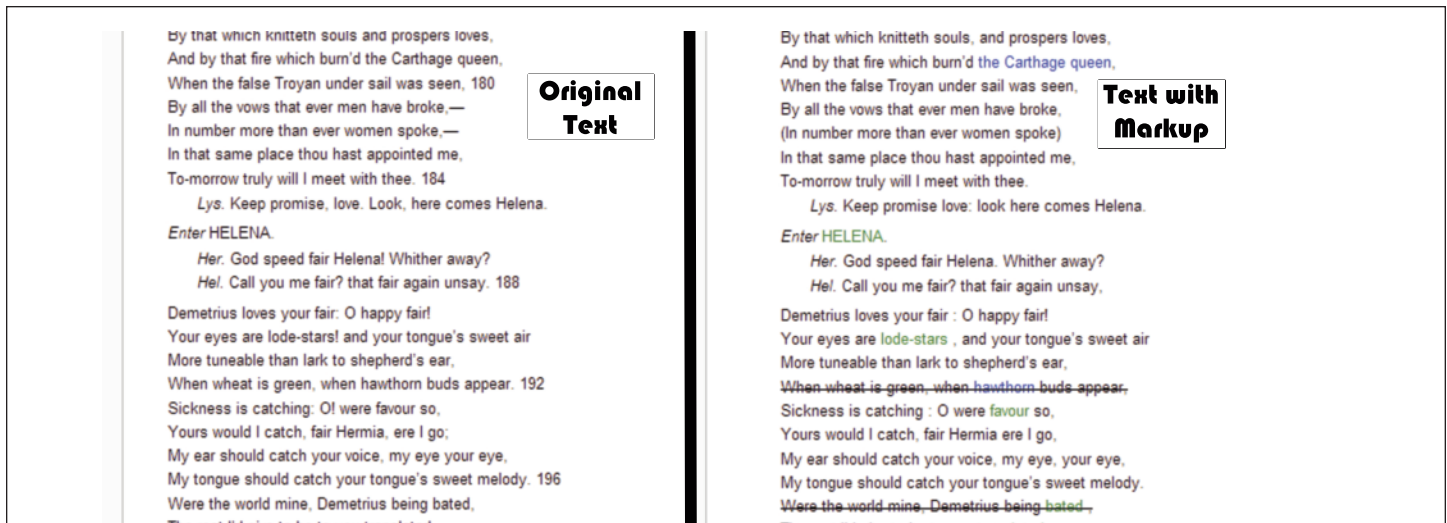 By that which knitteth souls and prospers loves,
And by that fire which burn'd the Carthage queen,
When the false Troyan under sail was seen, 180
By all the vows that ever men have broke,—
In number more than ever women spoke,—
In that same place thou hast appointed me,
To-morrow truly will I meet with thee. 184
Lys. Keep promise, love. Look, here comes Helena.
Enter HELENA.
Her. God speed fair Helena! Whither away?
Hel. Call you me fair? that fair again unsay. 188
Demetrius loves your fair: O happy fair!
Your eyes are lode-stars! and your tongue's sweet air
More tuneable than lark to shepherd's ear,
When wheat is green, when hawthorn buds appear. 192
Sickness is catching: O! were favour so,
Yours would I catch, fair Hermia, ere I go;
My ear should catch your voice, my eye your eye,
My tongue should catch your tongue's sweet melody. 196
Were the world mine, Demetrius being bated,
Original
Text
By that which knitteth souls, and prospers loves,
And by that fire which burn'd the Carthage queen,
When the false Troyan under sail was seen,
By all the vows that ever men have broke,
(In number more than ever women spoke)
In that same place thou hast appointed me,
To-morrow truly will I meet with thee.
Lys. Keep promise love: look here comes Helena.
Enter HELENA.
Her. God speed fair Helena. Whither away?
Hel. Call you me fair? that fair again unsay,
Demetrius loves your fair : O happy fair!
Your eyes are lode-stars , and your tongue's sweet air
More tuneable than lark to shepherd's ear,
When wheat is green, when hawthorn buds appear,
Sickness is catching : O were favour so,
Yours would I catch, fair Hermia ere I go,
My ear should catch your voice, my eye, your eye,
My tongue should catch your tongue's sweet melody.
Were the world mine, Demetrius being bated ,
Text with
Markup